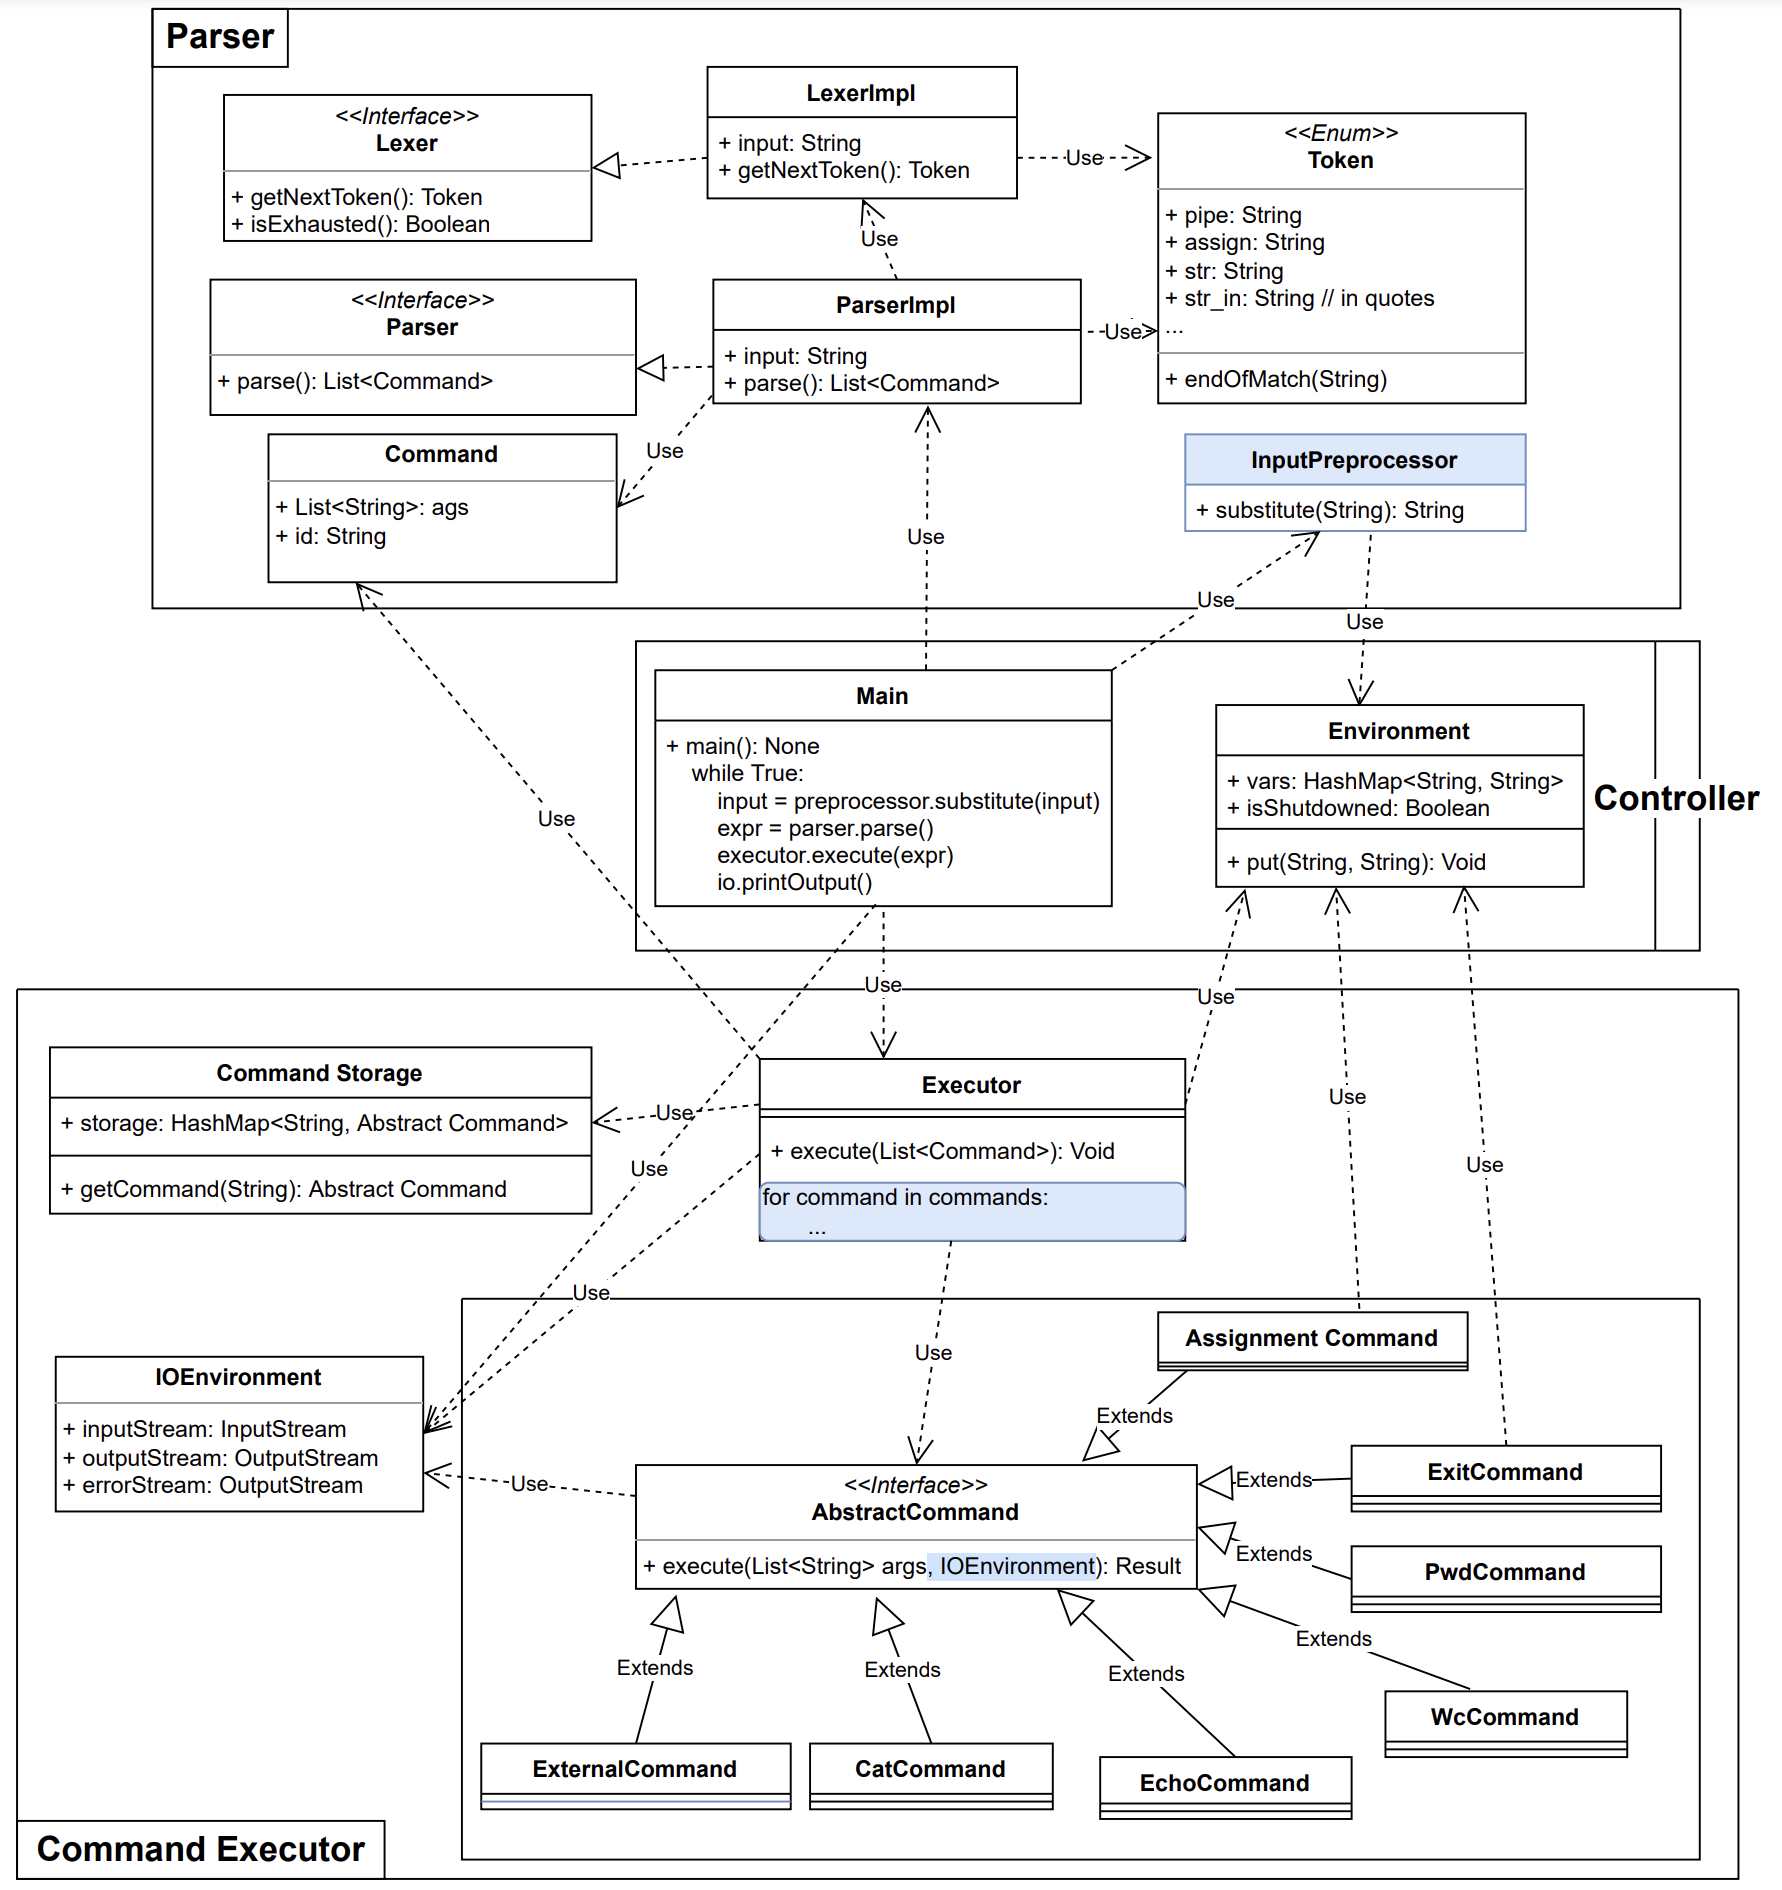 Parser
<<Interface>>
Lexer
+ getNextToken(): Token
+ isExhausted(): Boolean
LexerImpl
+ input: String
+ getNextToken(): Token
Use
<<Enum>>
Token
+ pipe: String
+ assign: String
+ str: String
+ str_in: String // in quotes
...
+ endOfMatch(String)
Use
<<Interface>>
Parser
+ parse(): List<Command>
ParserImpl
+ input: String
+ parse(): List<Command>
Use
Use
Command
+ List<String>: ags
+ id: String
InputPreprocessor
+ substitute(String): String
Use
Use
Use
Main
+ main(): None
while True:
input = preprocessor.substitute(input)
expr = parser.parse()
executor.execute(expr)
io.printOutput()
Environment
+ vars: HashMap<String, String>
+ isShutdowned: Boolean
+ put(String, String): Void
Controller
Use
Use
Use
Command Storage
+ storage: HashMap<String, Abstract Command>
+ getCommand(String): Abstract Command
Use
Executor
+ execute(List<Command>): Void
for command in commands:
...
Use
Use
Use
Use
Use
IOEnvironment
+ inputStream: InputStream
+ outputStream: OutputStream
+ errorStream: OutputStream
Use
Assignment Command
Extends
<<Interface>>
AbstractCommand
+ execute(List<String> args, IOEnvironment): Result
Extends
ExitCommand
Extends
PwdCommand
Extends
WcCommand
Extends
Extends
Extends
ExternalCommand
CatCommand
EchoCommand
Command Executor